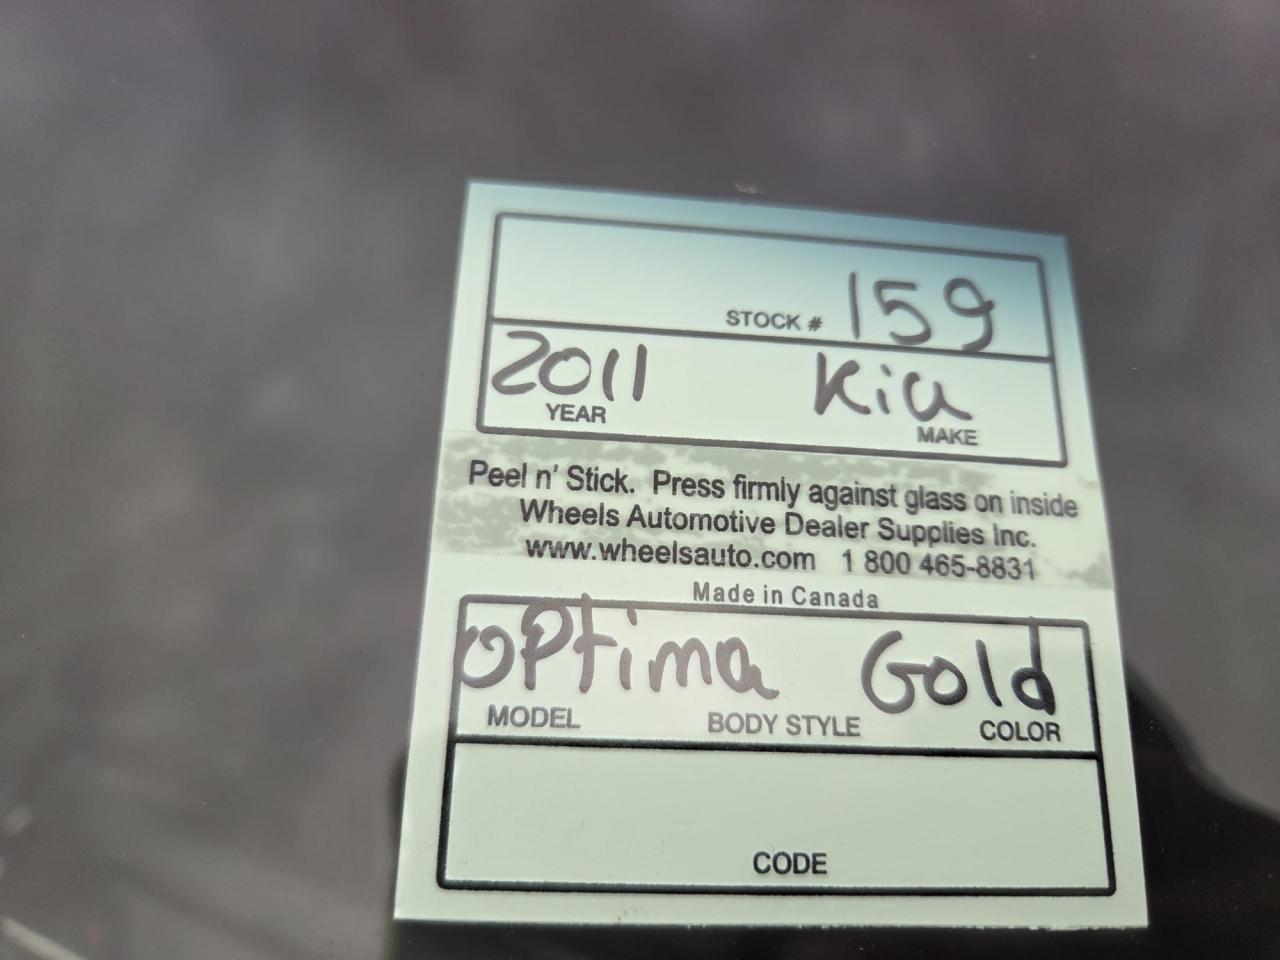 STOCK # 159
2011 Kia
YEAR MAKE
Peel n' Stick. Press firmly against glass on inside
Wheels Automotive Dealer Supplies Inc.
www.wheelsauto.com 1 800 465-8831
Made in Canada
OPtima Gold
MODEL BODY STYLE COLOR
CODE